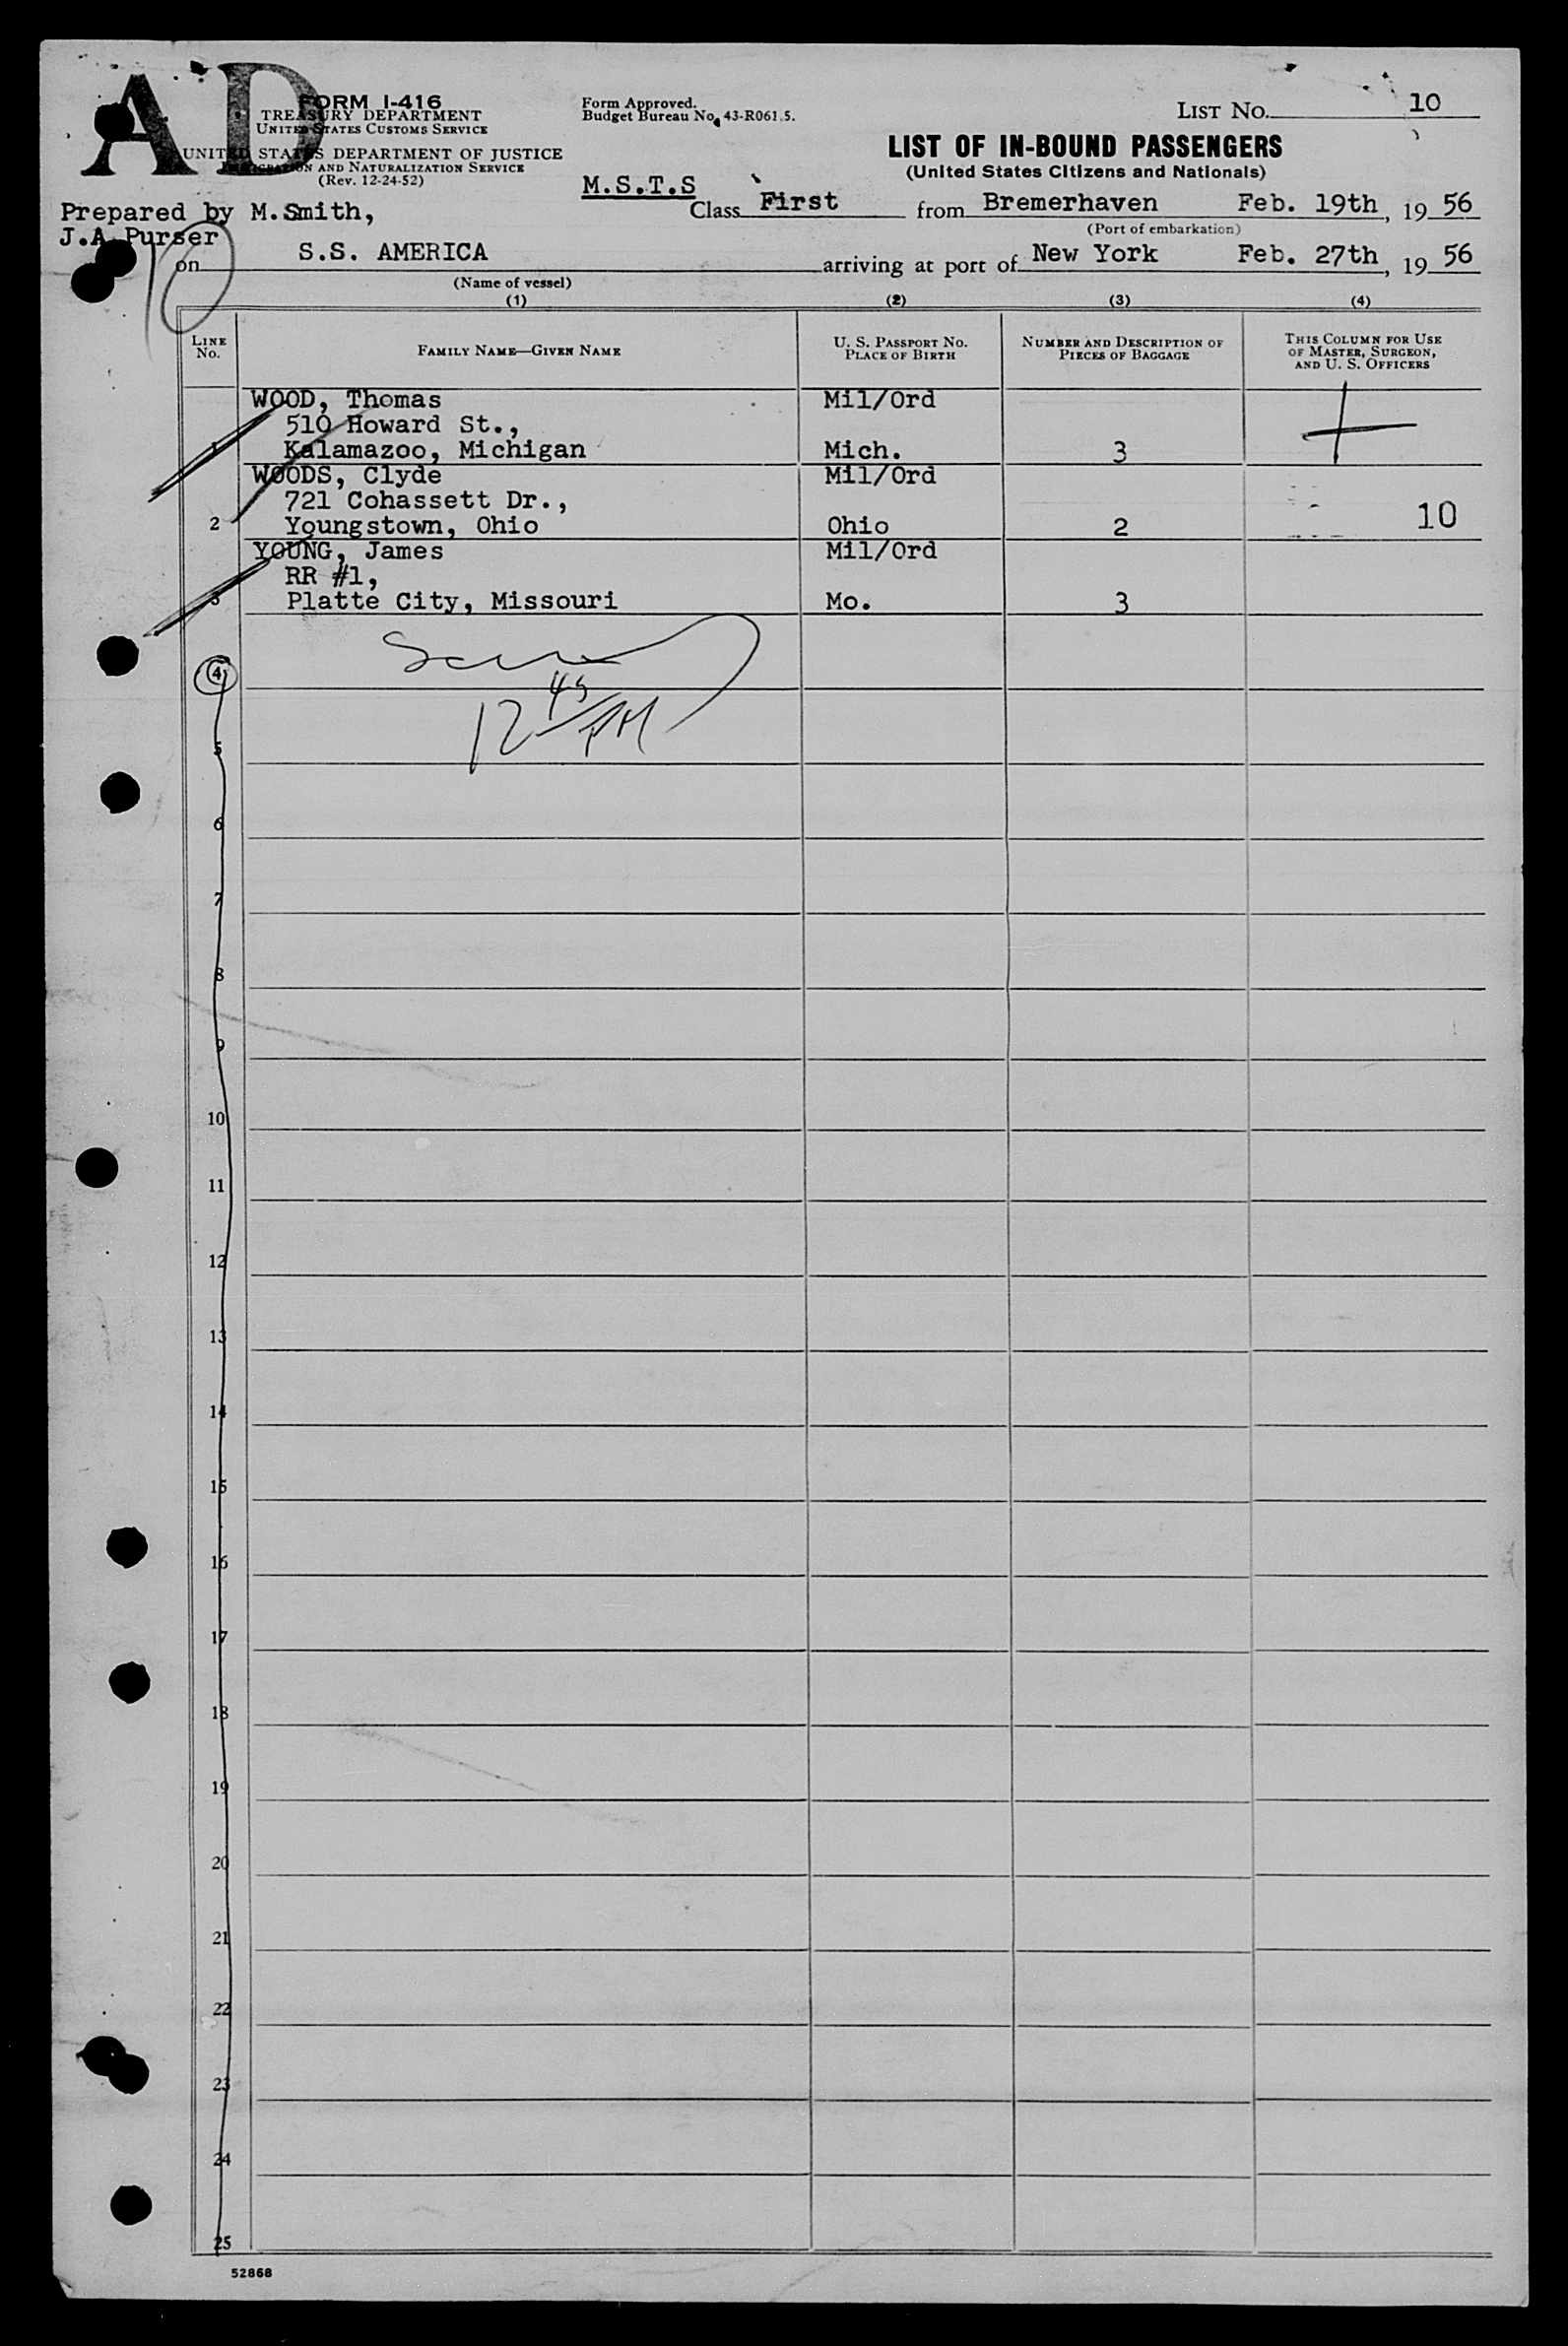 AD
FORM I-416
TREASURY DEPARTMENT
UNITED STATES CUSTOMS SERVICE
UNITED STATES DEPARTMENT OF JUSTICE
IMMIGRATION AND NATURALIZATION SERVICE
(Rev. 12-24-52)
Form Approved.
Budget Bureau No. 43-R061.5.
LIST NO. 10
LIST OF IN-BOUND PASSENGERS
(United States Citizens and Nationals)
M.S.T.S
Class First from Bremerhaven Feb. 19th, 19 56
(Port of embarkation)
Prepared by M.Smith,
J.A.Purser
10
on S.S. AMERICA arriving at port of New York Feb. 27th, 19 56
(Name of vessel)
(1) (2) (3) (4)
LINE NO. FAMILY NAME—GIVEN NAME U. S. PASSPORT NO. PLACE OF BIRTH NUMBER AND DESCRIPTION OF PIECES OF BAGGAGE THIS COLUMN FOR USE OF MASTER, SURGEON, AND U. S. OFFICERS
WOOD, Thomas Mil/Ord
510 Howard St.,
1 Kalamazoo, Michigan Mich. 3
WOODS, Clyde Mil/Ord
721 Cohassett Dr.,
2 Youngstown, Ohio Ohio 2 10
YOUNG, James Mil/Ord
RR #1,
3 Platte City, Missouri Mo. 3
4
12 45 PM
5
6
7
8
9
10
11
12
13
14
15
16
17
18
19
20
21
22
23
24
25
52868